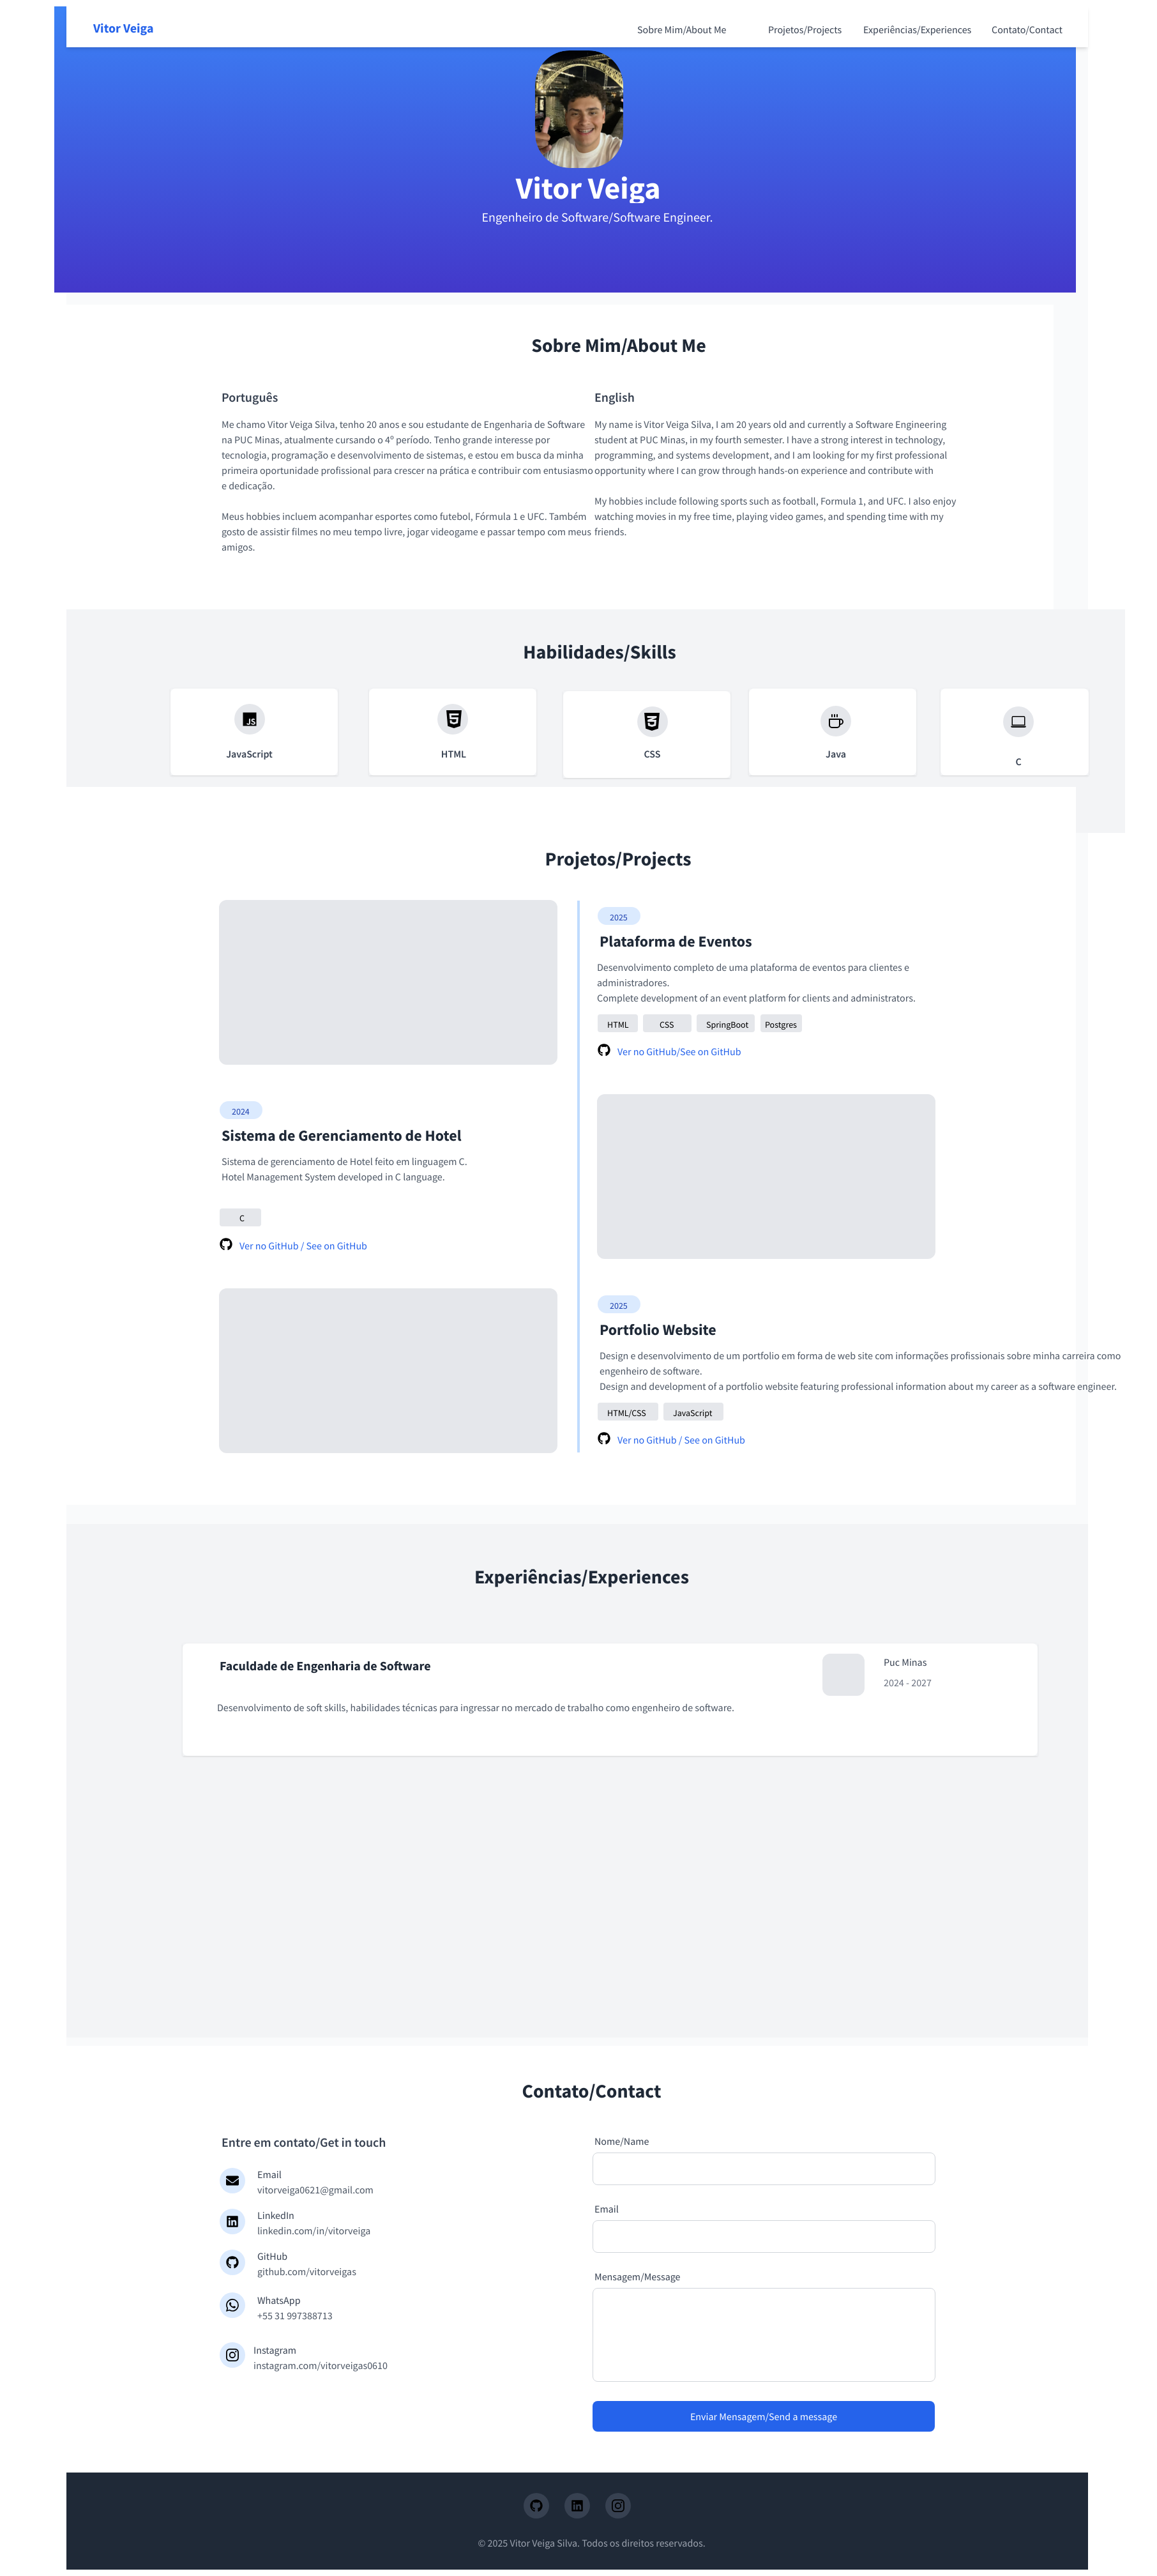 Vitor Veiga
Sobre Mim/About Me
Projetos/Projects
Experiências/Experiences
Contato/Contact
Vitor Veiga
Engenheiro de Software/Software Engineer.
Sobre Mim/About Me
Português
Me chamo Vitor Veiga Silva, tenho 20 anos e sou estudante de Engenharia de Software
na PUC Minas, atualmente cursando o 4º período. Tenho grande interesse por
tecnologia, programação e desenvolvimento de sistemas, e estou em busca da minha
primeira oportunidade profissional para crescer na prática e contribuir com entusiasmo
e dedicação.
Meus hobbies incluem acompanhar esportes como futebol, Fórmula 1 e UFC. Também
gosto de assistir filmes no meu tempo livre, jogar videogame e passar tempo com meus
amigos.
English
My name is Vitor Veiga Silva, I am 20 years old and currently a Software Engineering
student at PUC Minas, in my fourth semester. I have a strong interest in technology,
programming, and systems development, and I am looking for my first professional
opportunity where I can grow through hands-on experience and contribute with
My hobbies include following sports such as football, Formula 1, and UFC. I also enjoy
watching movies in my free time, playing video games, and spending time with my
friends.
Habilidades/Skills
JS
JavaScript
HTML
CSS
Java
C
Projetos/Projects
2025
Plataforma de Eventos
Desenvolvimento completo de uma plataforma de eventos para clientes e
administradores.
Complete development of an event platform for clients and administrators.
HTML
CSS
SpringBoot
Postgres
Ver no GitHub/See on GitHub
2024
Sistema de Gerenciamento de Hotel
Sistema de gerenciamento de Hotel feito em linguagem C.
Hotel Management System developed in C language.
C
Ver no GitHub / See on GitHub
2025
Portfolio Website
Design e desenvolvimento de um portfolio em forma de web site com informações profissionais sobre minha carreira como
engenheiro de software.
Design and development of a portfolio website featuring professional information about my career as a software engineer.
HTML/CSS
JavaScript
Ver no GitHub / See on GitHub
Experiências/Experiences
Faculdade de Engenharia de Software
Puc Minas
2024 - 2027
Desenvolvimento de soft skills, habilidades técnicas para ingressar no mercado de trabalho como engenheiro de software.
Contato/Contact
Entre em contato/Get in touch
Email
vitorveiga0621@gmail.com
LinkedIn
linkedin.com/in/vitorveiga
GitHub
github.com/vitorveigas
WhatsApp
+55 31 997388713
Instagram
instagram.com/vitorveigas0610
Nome/Name
Email
Mensagem/Message
Enviar Mensagem/Send a message
© 2025 Vitor Veiga Silva. Todos os direitos reservados.